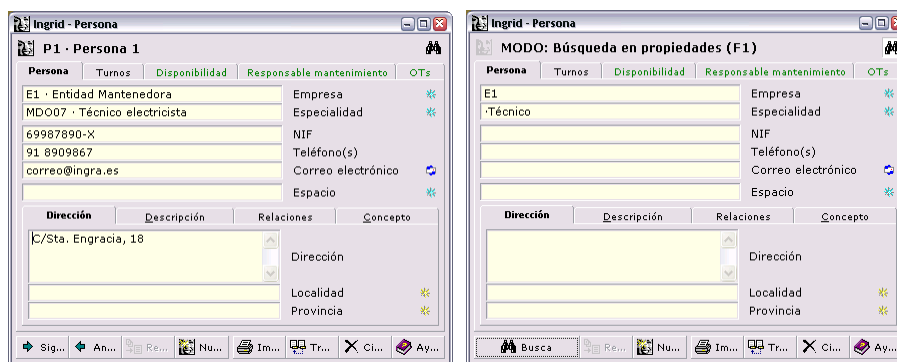 Ingrid - Persona
P1 · Persona 1
Persona Turnos Disponibilidad Responsable mantenimiento OTs
E1 · Entidad Mantenedora Empresa
MDO07 · Técnico electricista Especialidad
69987890-X NIF
91 8909867 Teléfono(s)
correo@ingra.es Correo electrónico
Espacio
Dirección Descripción Relaciones Concepto
C/Sta. Engracia, 18
Dirección
Localidad
Provincia
Sig... An... Re... Nu... Im... Tr... Ci... Ay...
Ingrid - Persona
MODO: Búsqueda en propiedades (F1)
Persona Turnos Disponibilidad Responsable mantenimiento OTs
E1 Empresa
·Técnico Especialidad
NIF
Teléfono(s)
Correo electrónico
Espacio
Dirección Descripción Relaciones Concepto
Dirección
Localidad
Provincia
Busca Re... Nu... Im... Tr... Ci... Ay...